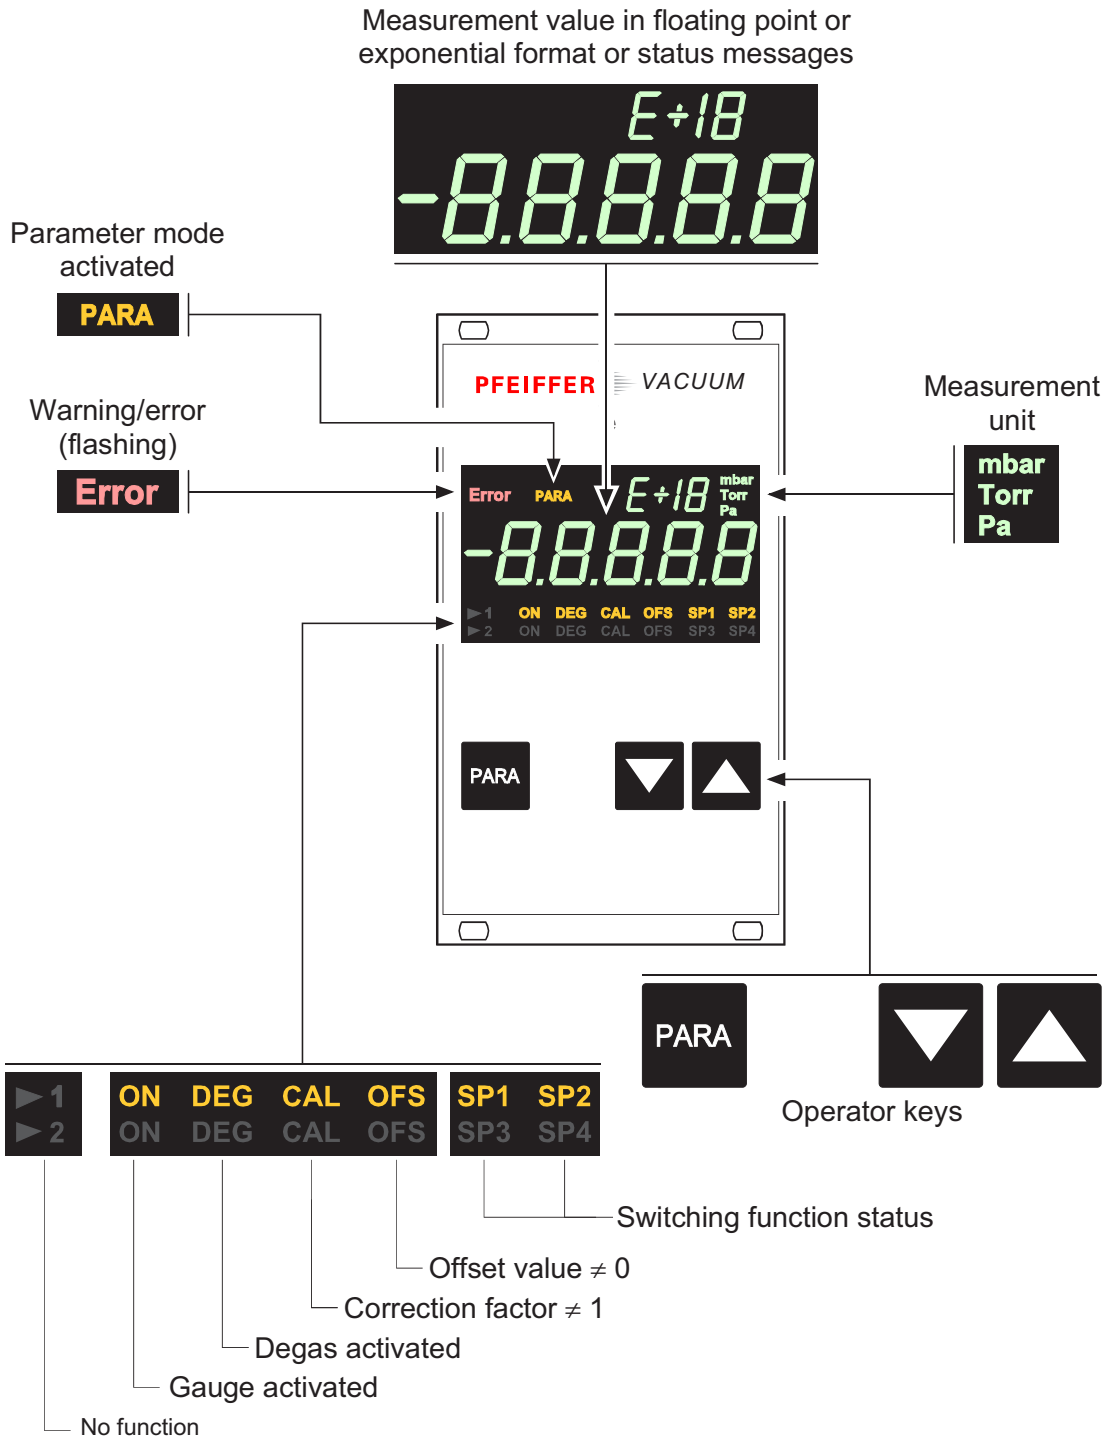 Measurement value in floating point or
exponential format or status messages
E÷18
-8.8.8.8.8
Parameter mode
activated
PARA
PFEIFFER VACUUM
Measurement
unit
Warning/error
(flashing)
mbar
Torr
Pa
Error
Error PARA E÷18 mbar
Torr
Pa
-8.8.8.8.8
▶1 ON DEG CAL OFS SP1 SP2
▶2 ON DEG CAL OFS SP3 SP4
PARA
PARA
Operator keys
▶1 ON DEG CAL OFS SP1 SP2
▶2 ON DEG CAL OFS SP3 SP4
Switching function status
Offset value ≠ 0
Correction factor ≠ 1
Degas activated
Gauge activated
No function